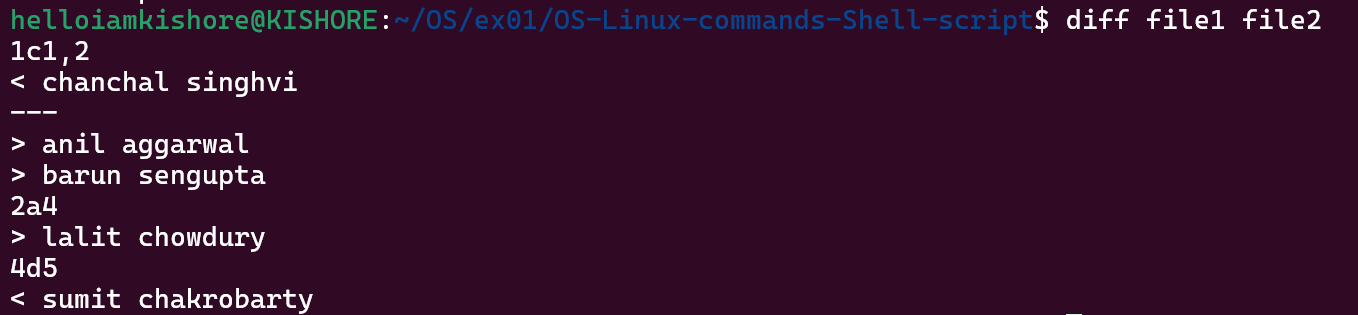 helloiamkishore@KISHORE:~/OS/ex01/OS-Linux-commands-Shell-script$ diff file1 file2
1c1,2
< chanchal singhvi
---
> anil aggarwal
> barun sengupta
2a4
> lalit chowdury
4d5
< sumit chakrobarty